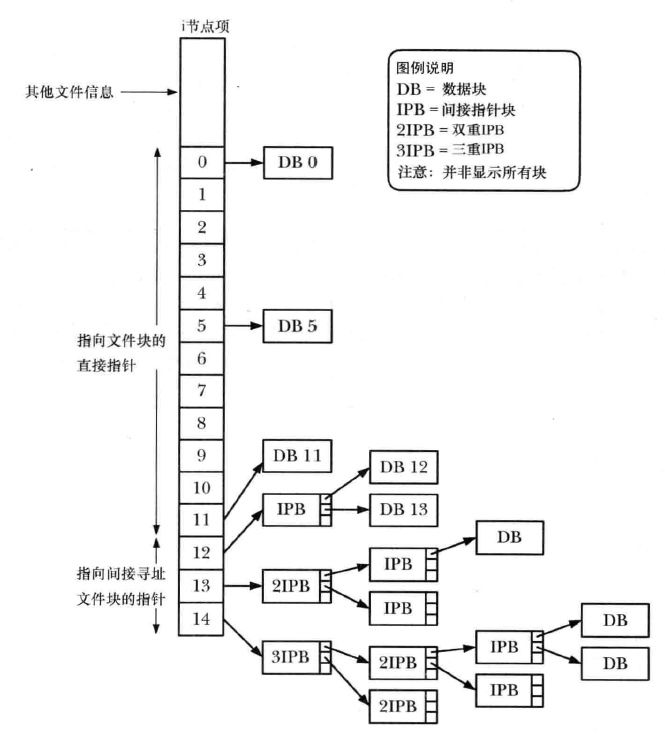 i节点项
图例说明
DB = 数据块
IPB = 间接指针块
2IPB = 双重IPB
3IPB = 三重IPB
注意：并非显示所有块
其他文件信息
0
DB 0
1
2
3
4
5
DB 5
指向文件块的
直接指针
6
7
8
9
DB 11
10
DB 12
11
IPB
DB 13
12
DB
指向间接寻址
文件块的指针
IPB
13
2IPB
IPB
14
DB
3IPB
2IPB
IPB
DB
IPB
2IPB